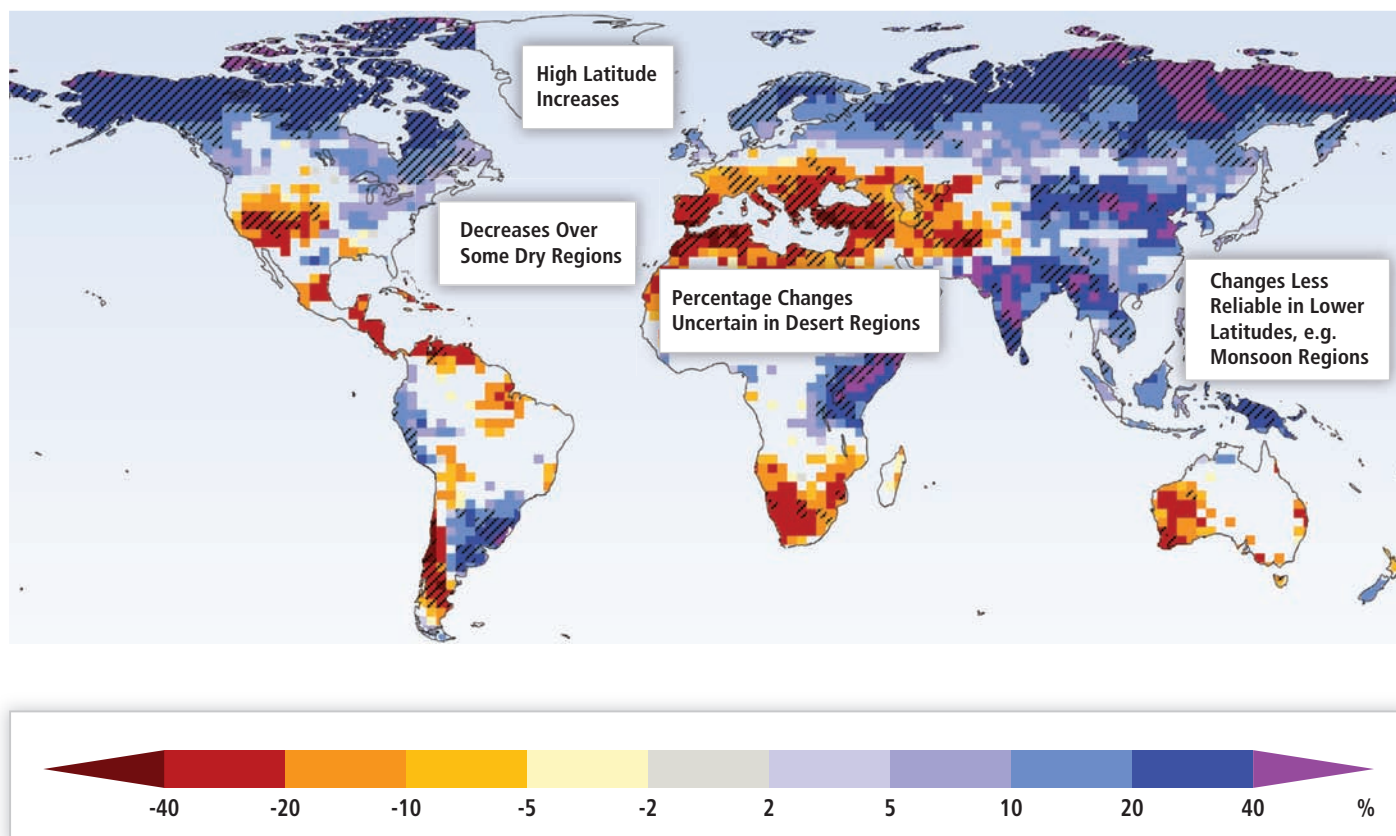 High Latitude
Increases
Decreases Over
Some Dry Regions
Percentage Changes
Uncertain in Desert Regions
Changes Less
Reliable in Lower
Latitudes, e.g.
Monsoon Regions
-40 -20 -10 -5 -2 2 5 10 20 40 %